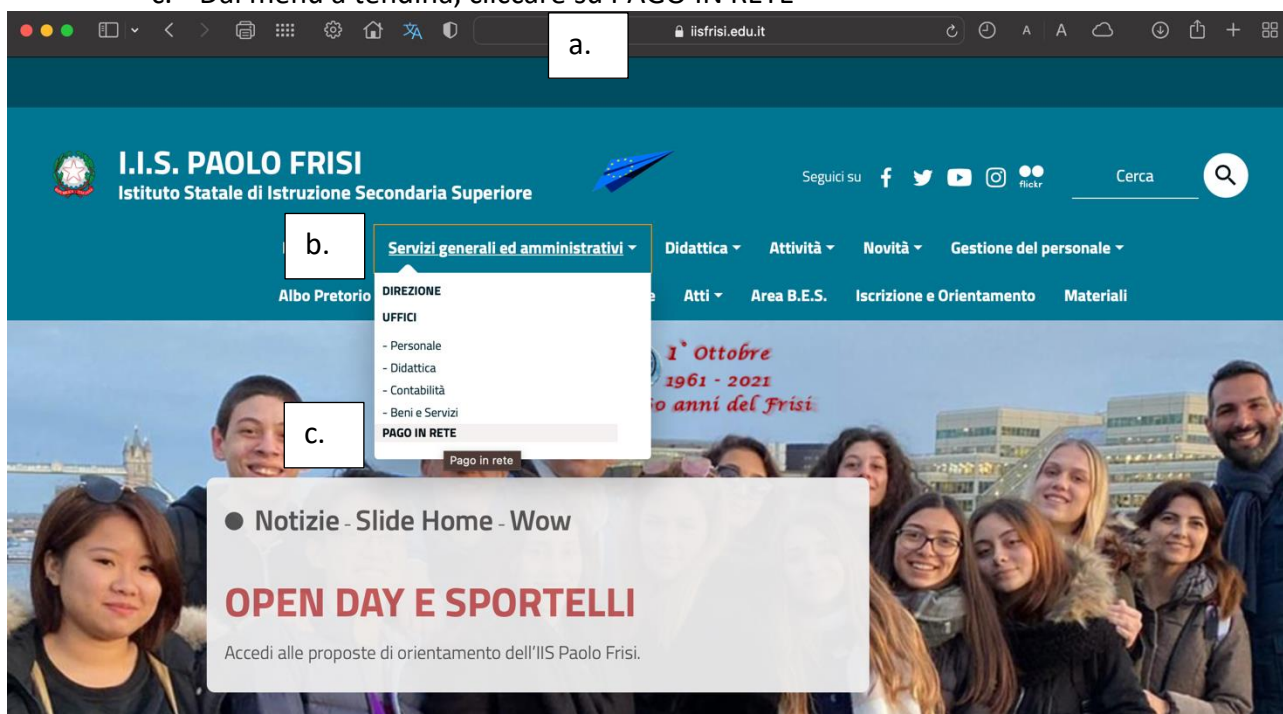 c. Dal menù a tendina, cliccare su PAGO IN RETE
a.
iisfrisi.edu.it
A A
I.I.S. PAOLO FRISI
Istituto Statale di Istruzione Secondaria Superiore
Seguici su
flickr
Cerca
b.
Servizi generali ed amministrativi Didattica Attività Novità Gestione del personale
Albo Pretorio Atti Area B.E.S. Iscrizione e Orientamento Materiali
DIREZIONE
UFFICI
- Personale
- Didattica
- Contabilità
- Beni e Servizi
c.
PAGO IN RETE
Pago in rete
1° Ottobre
1961 - 2021
anni del Frisi
Notizie - Slide Home - Wow
OPEN DAY E SPORTELLI
Accedi alle proposte di orientamento dell'IIS Paolo Frisi.